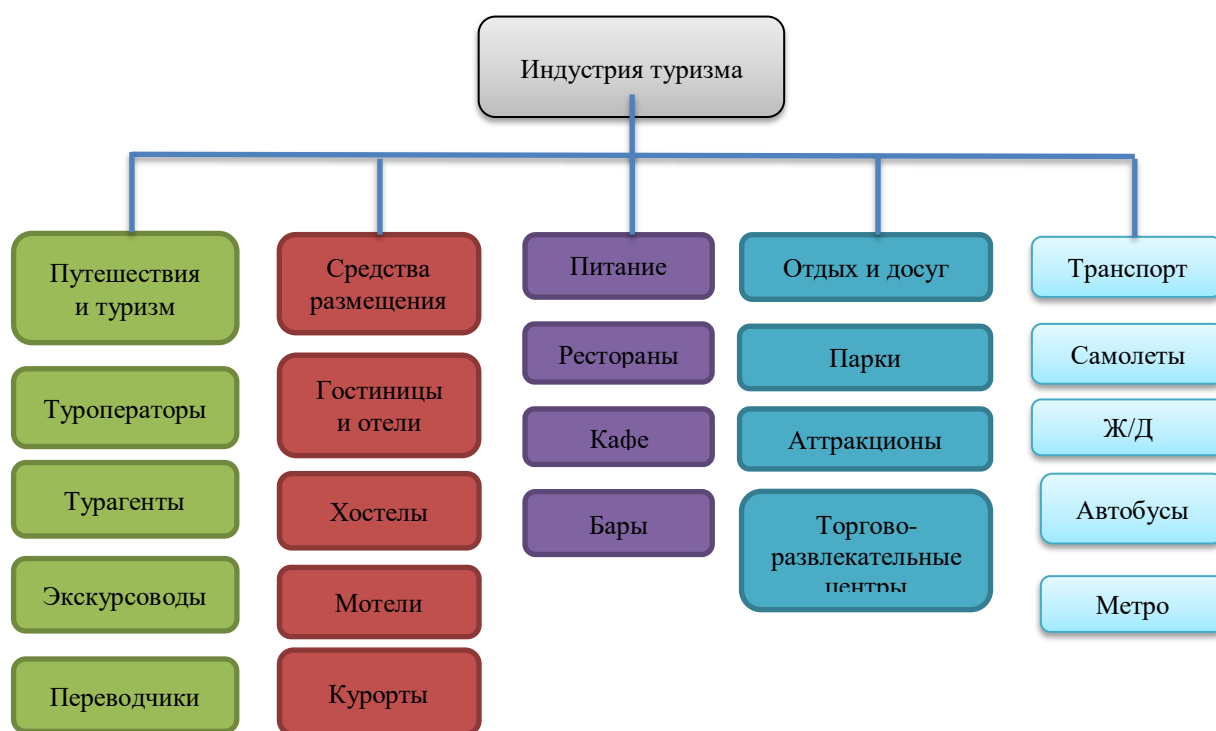 Индустрия туризма
Путешествия
и туризм
Туроператоры
Турагенты
Экскурсоводы
Переводчики
Средства
размещения
Гостиницы
и отели
Хостелы
Мотели
Курорты
Питание
Рестораны
Кафе
Бары
Отдых и досуг
Парки
Аттракционы
Торгово-
развлекательные
центры
Транспорт
Самолеты
Ж/Д
Автобусы
Метро